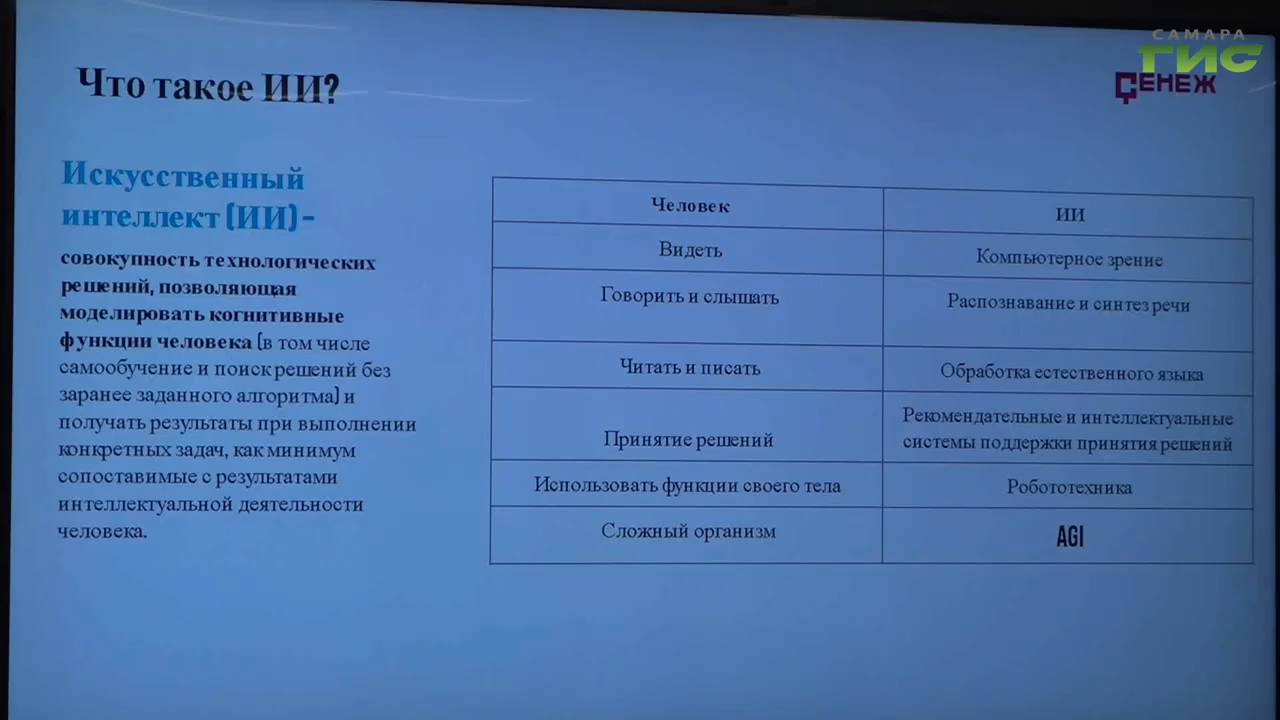 САМАРА
ГИС
СЕНЕЖ
Что такое ИИ?
Искусственный
интеллект (ИИ) –
совокупность технологических
решений, позволяющая
моделировать когнитивные
функции человека (в том числе
самообучение и поиск решений без
заранее заданного алгоритма) и
получать результаты при выполнении
конкретных задач, как минимум
сопоставимые с результатами
интеллектуальной деятельности
человека.
Человек
ИИ
Видеть
Компьютерное зрение
Говорить и слышать
Распознавание и синтез речи
Читать и писать
Обработка естественного языка
Принятие решений
Рекомендательные и интеллектуальные
системы поддержки принятия решений
Использовать функции своего тела
Робототехника
Сложный организм
AGI